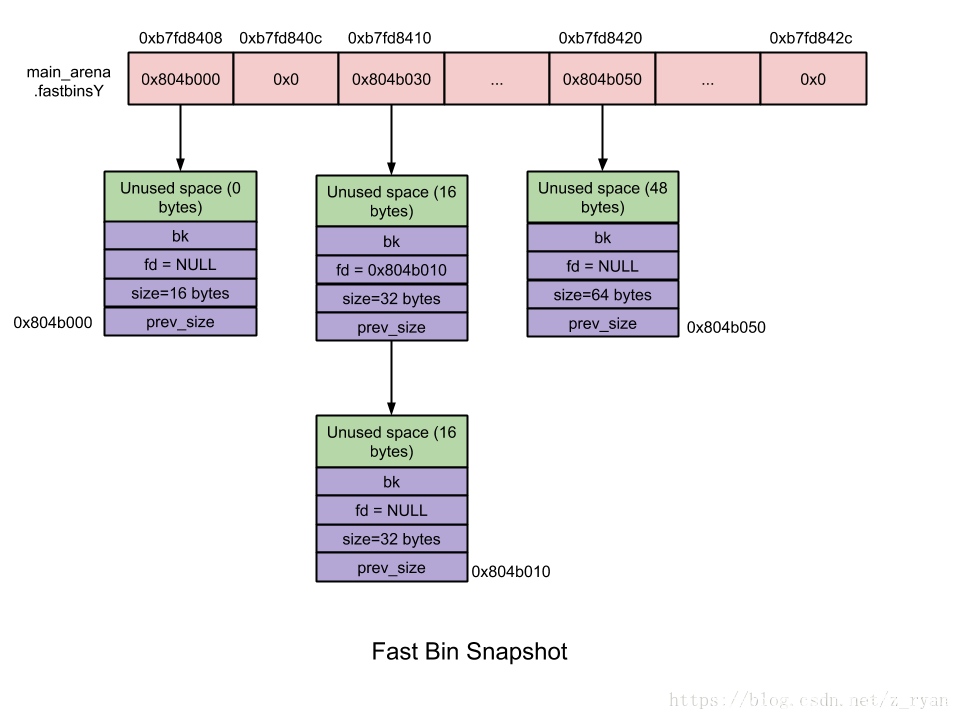 0xb7fd8408 0xb7fd840c 0xb7fd8410 0xb7fd8420 0xb7fd842c
main_arena
.fastbinsY
0x804b000 0x0 0x804b030 ... 0x804b050 ... 0x0
Unused space (0
bytes)
bk
fd = NULL
size=16 bytes
prev_size
0x804b000
Unused space (16
bytes)
bk
fd = 0x804b010
size=32 bytes
prev_size
Unused space (48
bytes)
bk
fd = NULL
size=64 bytes
prev_size
0x804b050
Unused space (16
bytes)
bk
fd = NULL
size=32 bytes
prev_size
0x804b010
Fast Bin Snapshot
https://blog.csdn.net/z_ryan